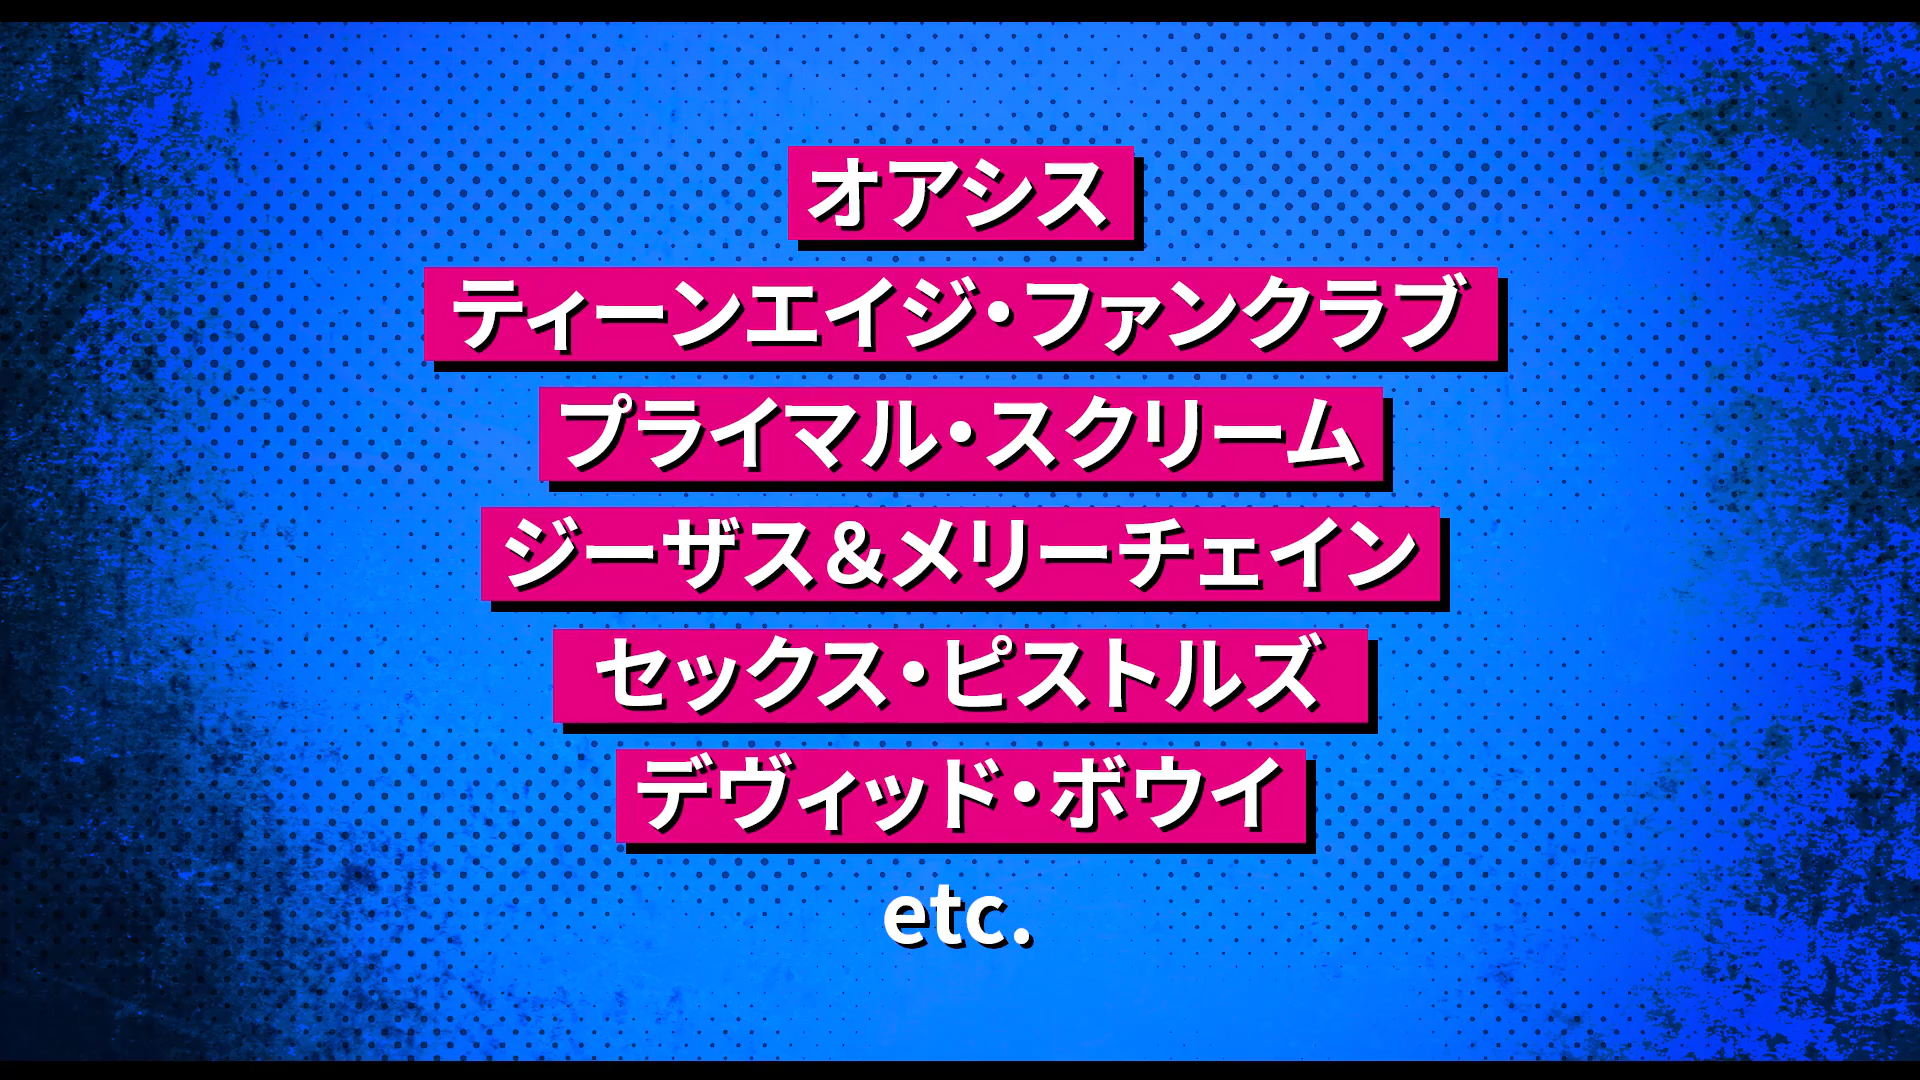 オアシス
ティーンエイジ・ファンクラブ
プライマル・スクリーム
ジーザス&メリーチェイン
セックス・ピストルズ
デヴィッド・ボウイ
etc.